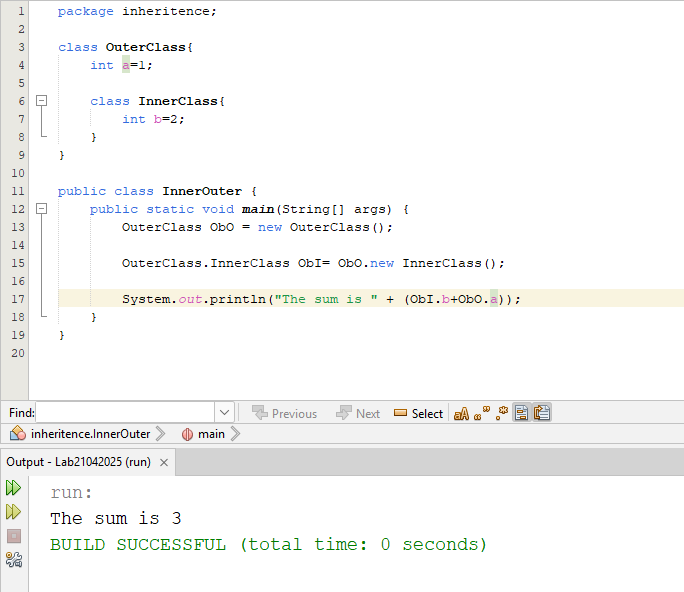 1 package inheritence;
2
3 class OuterClass{
4     int a=1;
5
6     class InnerClass{
7         int b=2;
8     }
9 }
10
11 public class InnerOuter {
12     public static void main(String[] args) {
13         OuterClass ObO = new OuterClass();
14
15         OuterClass.InnerClass ObI= ObO.new InnerClass();
16
17         System.out.println("The sum is " + (ObI.b+ObO.a));
18     }
19 }
20
Find: Previous Next Select aA “” .*
inheritence.InnerOuter main
Output - Lab21042025 (run) ×
run:
The sum is 3
BUILD SUCCESSFUL (total time: 0 seconds)